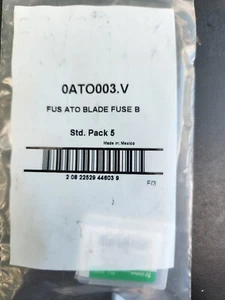 0ATO003.V
FUS ATO BLADE FUSE B
Std. Pack 5
Made in: Mexico
2 08 22529 44603 9